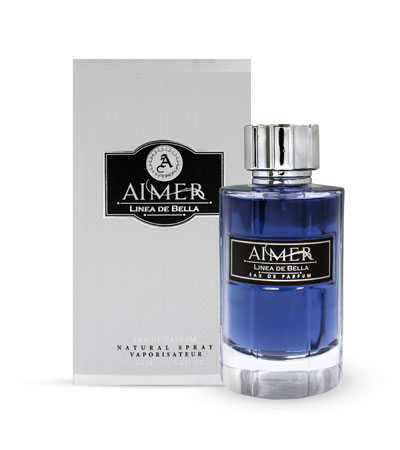 A
AIMER
LINEA DE BELLA
NATURAL SPRAY
VAPORISATEUR
AIMER
LINEA DE BELLA
EAU DE PARFUM